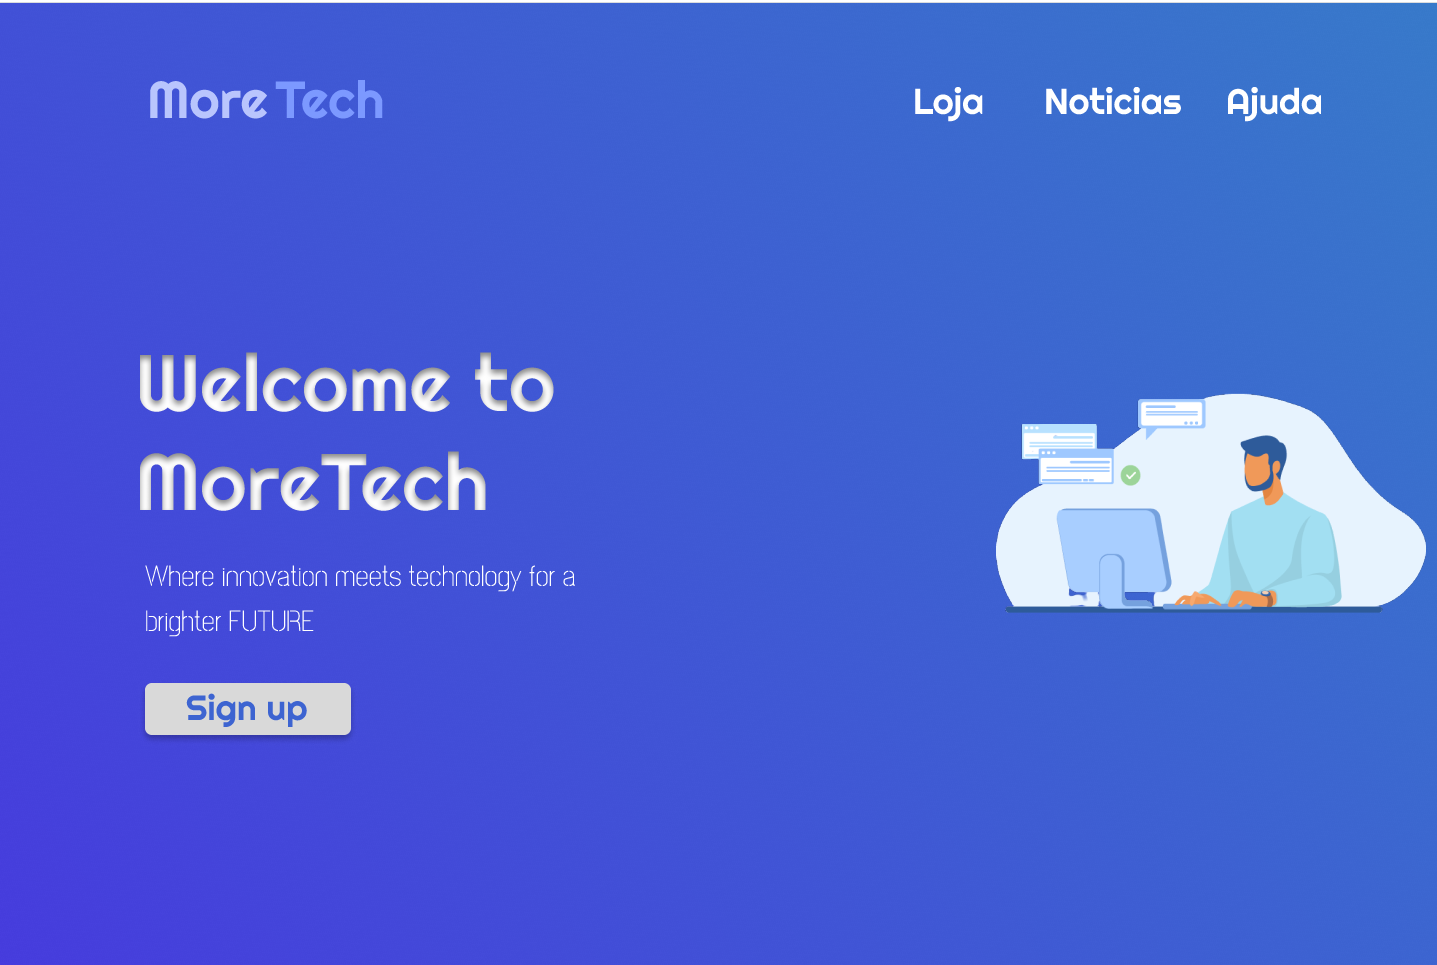 More Tech
Loja Noticias Ajuda
Welcome to
MoreTech
Where innovation meets technology for a
brighter FUTURE
Sign up